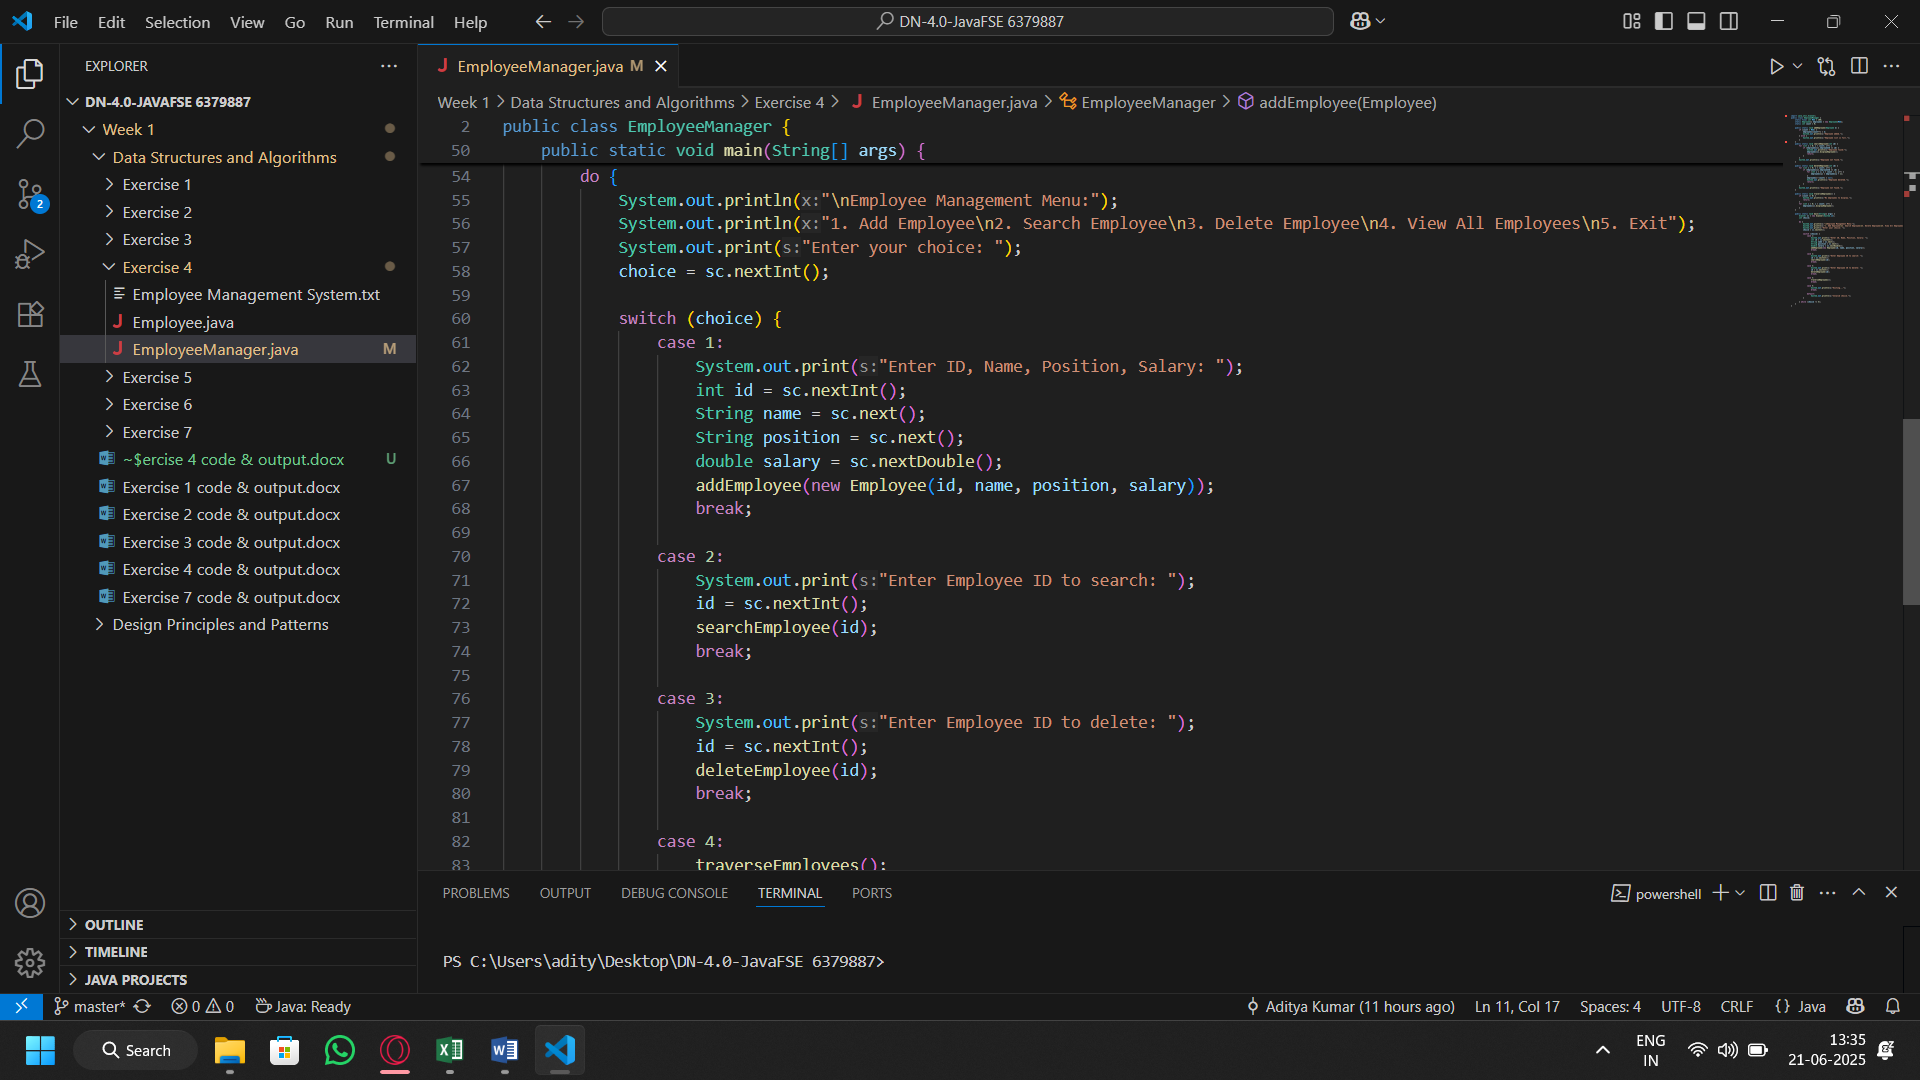 File Edit Selection View Go Run Terminal Help
DN-4.0-JavaFSE 6379887
EXPLORER
DN-4.0-JAVAFSE 6379887
Week 1
Data Structures and Algorithms
Exercise 1
Exercise 2
Exercise 3
Exercise 4
Employee Management System.txt
Employee.java
EmployeeManager.java M
Exercise 5
Exercise 6
Exercise 7
~$ercise 4 code & output.docx U
Exercise 1 code & output.docx
Exercise 2 code & output.docx
Exercise 3 code & output.docx
Exercise 4 code & output.docx
Exercise 7 code & output.docx
Design Principles and Patterns
OUTLINE
TIMELINE
JAVA PROJECTS
2
EmployeeManager.java M
Week 1 > Data Structures and Algorithms > Exercise 4 > EmployeeManager.java > EmployeeManager > addEmployee(Employee)
2 public class EmployeeManager {
50 public static void main(String[] args) {
54 do {
55 System.out.println(x:"\nEmployee Management Menu:");
56 System.out.println(x:"1. Add Employee\n2. Search Employee\n3. Delete Employee\n4. View All Employees\n5. Exit");
57 System.out.print(s:"Enter your choice: ");
58 choice = sc.nextInt();
59
60 switch (choice) {
61 case 1:
62 System.out.print(s:"Enter ID, Name, Position, Salary: ");
63 int id = sc.nextInt();
64 String name = sc.next();
65 String position = sc.next();
66 double salary = sc.nextDouble();
67 addEmployee(new Employee(id, name, position, salary));
68 break;
69
70 case 2:
71 System.out.print(s:"Enter Employee ID to search: ");
72 id = sc.nextInt();
73 searchEmployee(id);
74 break;
75
76 case 3:
77 System.out.print(s:"Enter Employee ID to delete: ");
78 id = sc.nextInt();
79 deleteEmployee(id);
80 break;
81
82 case 4:
83 traverseEmployees();
PROBLEMS OUTPUT DEBUG CONSOLE TERMINAL PORTS
powershell
PS C:\Users\adity\Desktop\DN-4.0-JavaFSE 6379887>
master* 0 0 Java: Ready
Aditya Kumar (11 hours ago) Ln 11, Col 17 Spaces: 4 UTF-8 CRLF {} Java
Search
ENG
IN
13:35
21-06-2025